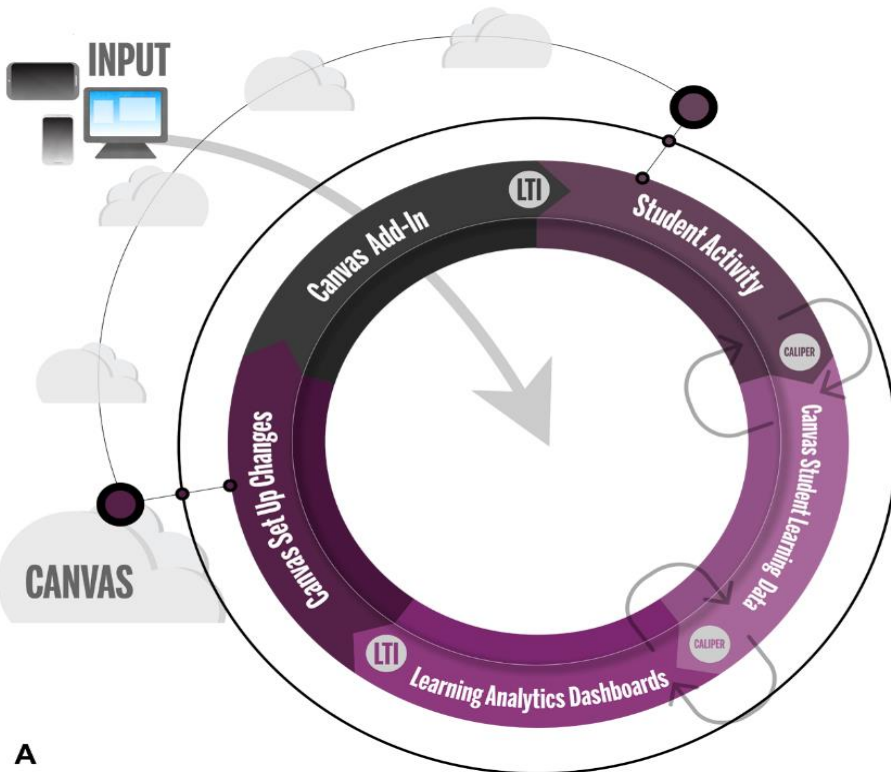 INPUT
LTI
Canvas Add-In
Student Activity
CALIPER
Canvas Student Learning Data
CALIPER
Learning Analytics Dashboards
LTI
Canvas Set Up Changes
CANVAS
A